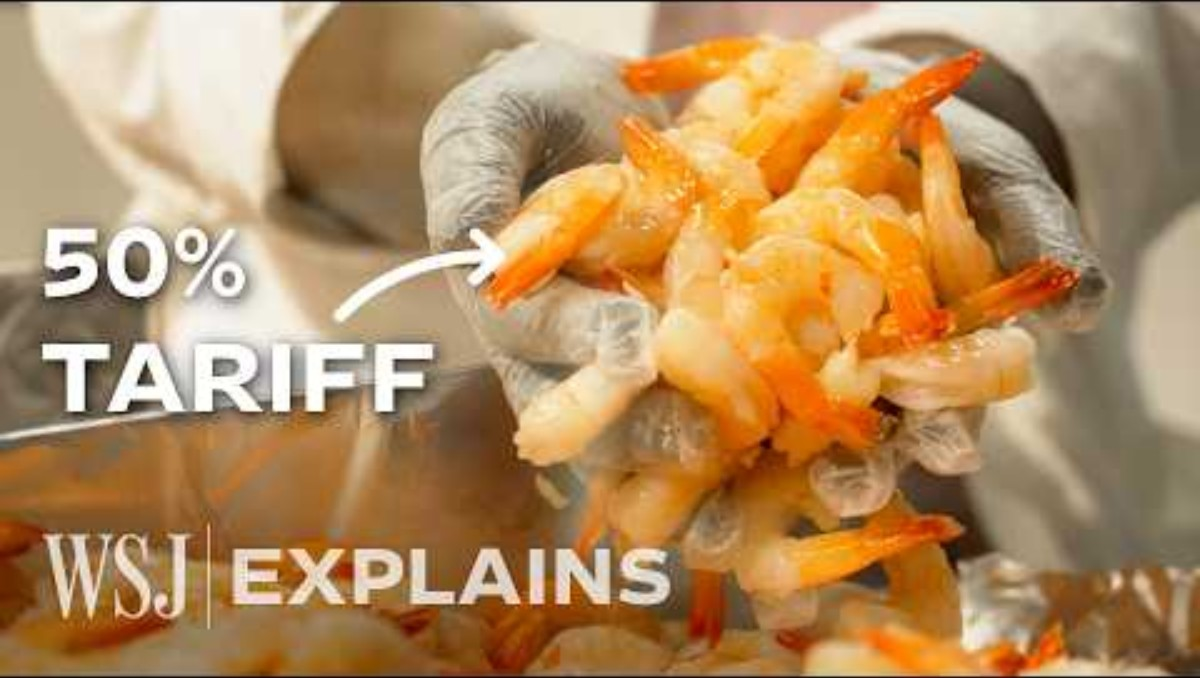 50%
TARIFF
WSJ | EXPLAINS